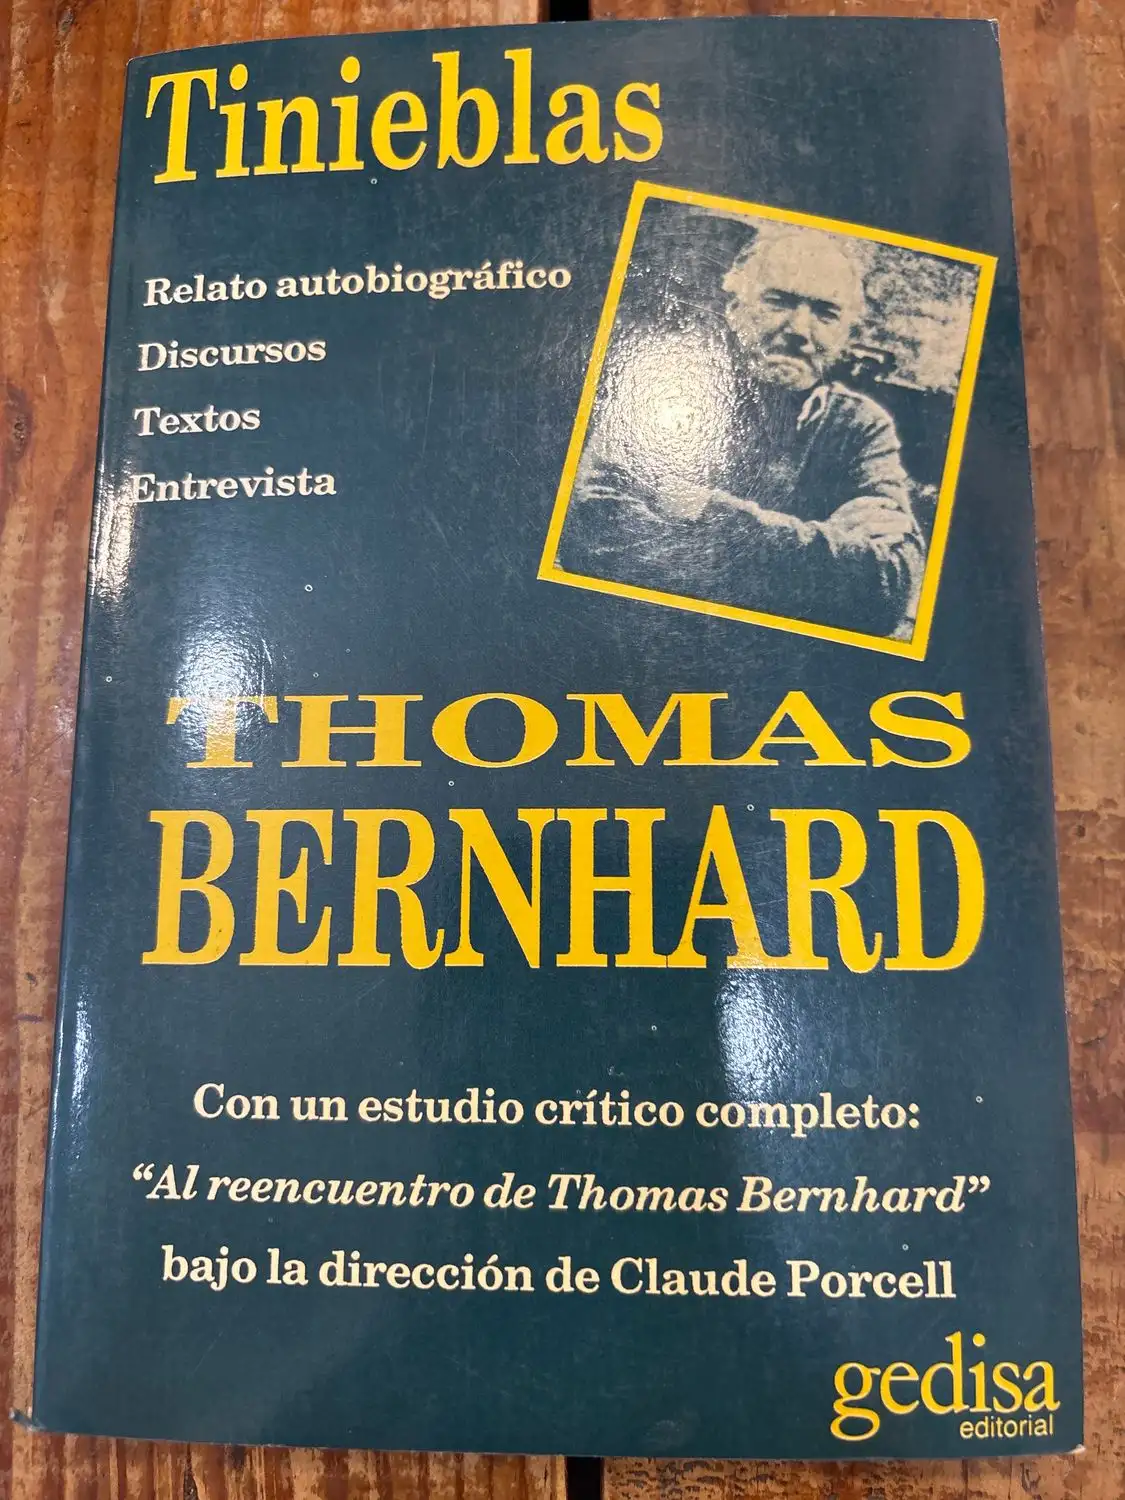 Tinieblas
Relato autobiográfico
Discursos
Textos
Entrevista
THOMAS
BERNHARD
Con un estudio crítico completo:
“Al reencuentro de Thomas Bernhard”
bajo la dirección de Claude Porcell
gedisa
editorial